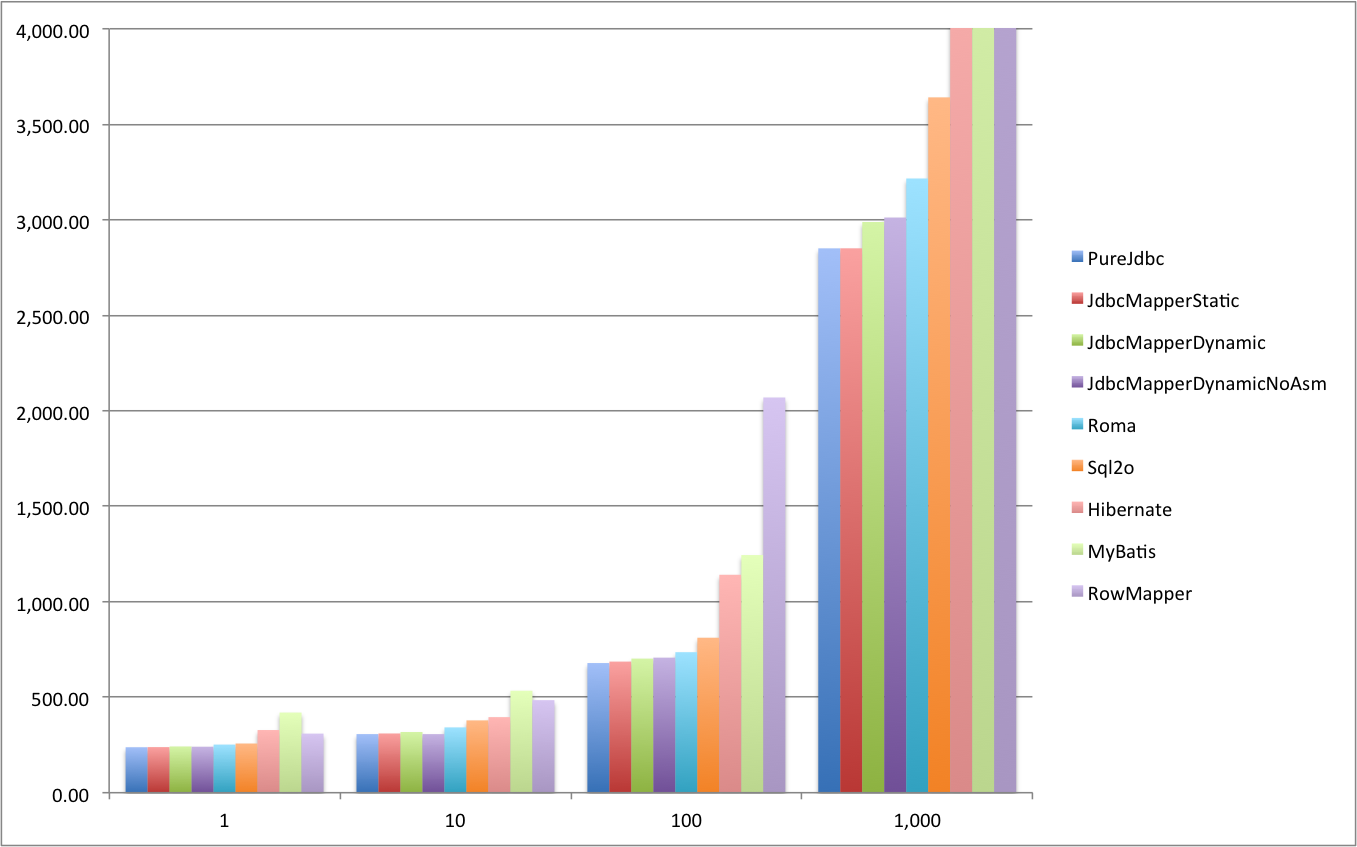 4,000.00
3,500.00
3,000.00
2,500.00
2,000.00
1,500.00
1,000.00
500.00
0.00
1
10
100
1,000
PureJdbc
JdbcMapperStatic
JdbcMapperDynamic
JdbcMapperDynamicNoAsm
Roma
Sql2o
Hibernate
MyBatis
RowMapper